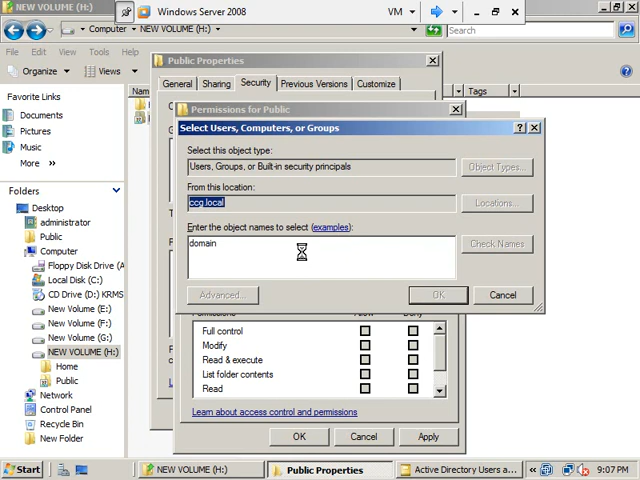 NEW VOLUME (H:)
Windows Server 2008
VM
Computer
NEW VOLUME (H:)
Search
File Edit View Tools Help
Organize Views
Favorite Links
Documents
Pictures
Music
More »
Folders
Desktop
administrator
Public
Computer
Floppy Disk Drive (A
Local Disk (C:)
CD Drive (D:) KRMS
New Volume (E:)
New Volume (F:)
New Volume (G:)
NEW VOLUME (H:)
Home
Public
Network
Control Panel
Recycle Bin
New Folder
Tags
Public Properties
General Sharing Security Previous Versions Customize
Permissions for Public
Select Users, Computers, or Groups
Select this object type:
Users, Groups, or Built-in security principals
Object Types...
From this location:
ccg.local
Locations...
Enter the object names to select (examples):
domain
Check Names
Advanced...
OK
Cancel
Full control
Modify
Read & execute
List folder contents
Read
Learn about access control and permissions
OK Cancel Apply
Start
NEW VOLUME (H:)
Public Properties
Active Directory Users a...
9:07 PM